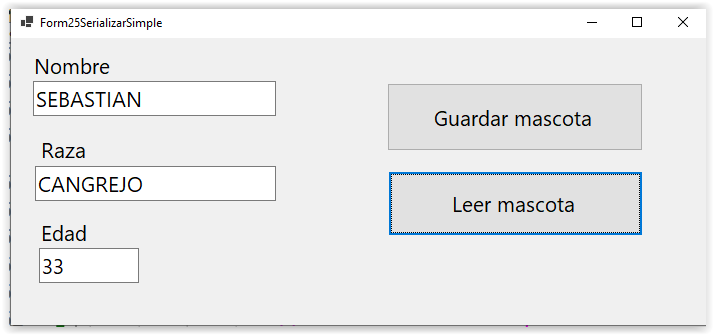 Form25SerializarSimple
Nombre
SEBASTIAN
Guardar mascota
Raza
CANGREJO
Leer mascota
Edad
33